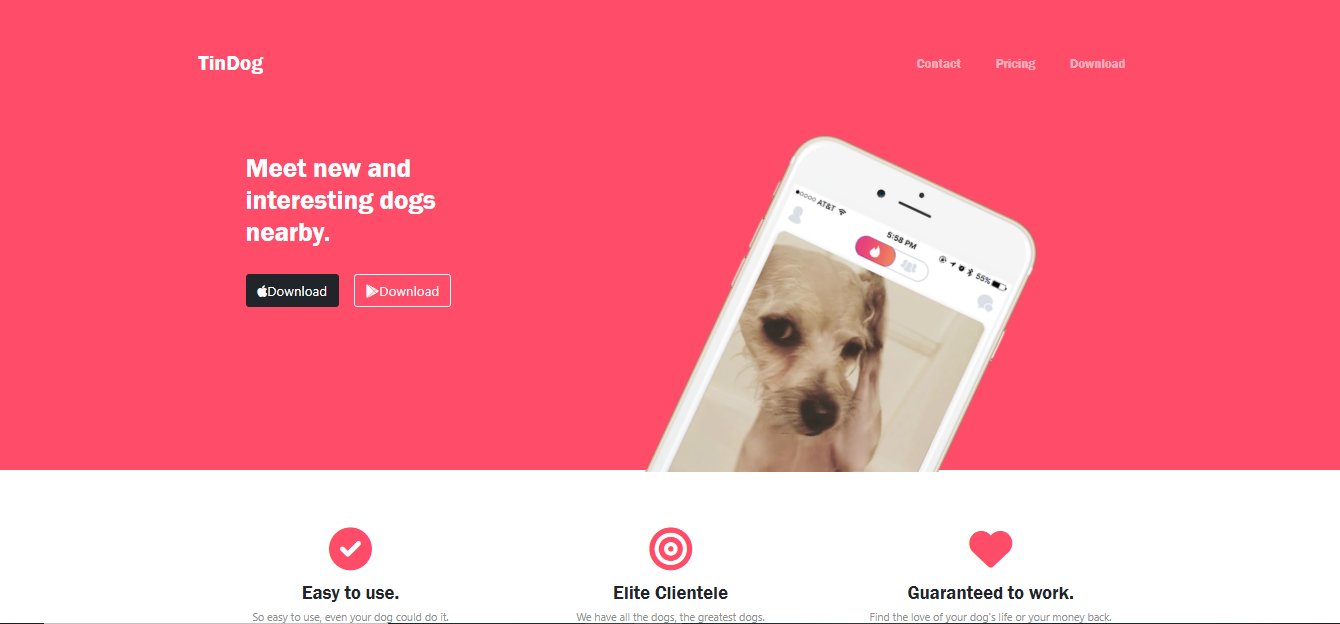 TinDog
Contact Pricing Download
Meet new and
interesting dogs
nearby.
Download Download
AT&T 5:58 PM 55%
Easy to use. Elite Clientele Guaranteed to work.
So easy to use, even your dog could do it. We have all the dogs, the greatest dogs. Find the love of your dog's life or your money back.